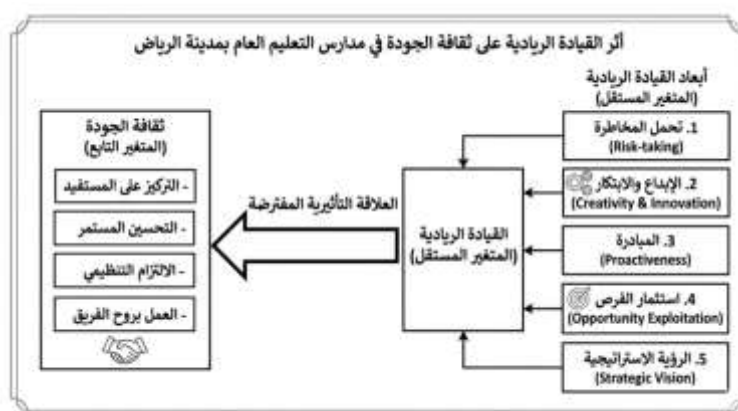 أثر القيادة الريادية على ثقافة الجودة في مدارس التعليم العام بمدينة الرياض
أبعاد القيادة الريادية
(المتغير المستقل)
1. تحمل المخاطرة
(Risk-taking)
2. الإبداع والابتكار
(Creativity & Innovation)
3. المبادرة
(Proactiveness)
4. استثمار الفرص
(Opportunity Exploitation)
5. الرؤية الاستراتيجية
(Strategic Vision)
القيادة الريادية
(المتغير المستقل)
العلاقة التأثيرية المفترضة
ثقافة الجودة
(المتغير التابع)
- التركيز على المستفيد
- التحسين المستمر
- الالتزام التنظيمي
- العمل بروح الفريق